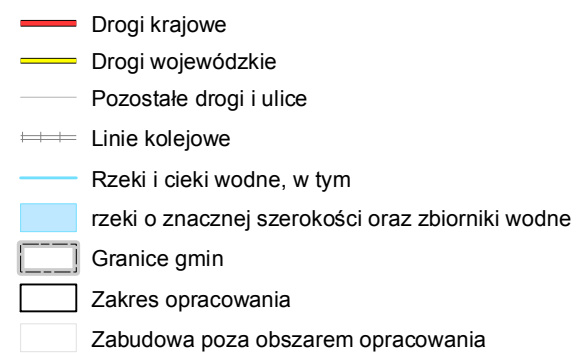 Drogi krajowe
Drogi wojewódzkie
Pozostałe drogi i ulice
Linie kolejowe
Rzeki i cieki wodne, w tym
rzeki o znacznej szerokości oraz zbiorniki wodne
Granice gmin
Zakres opracowania
Zabudowa poza obszarem opracowania